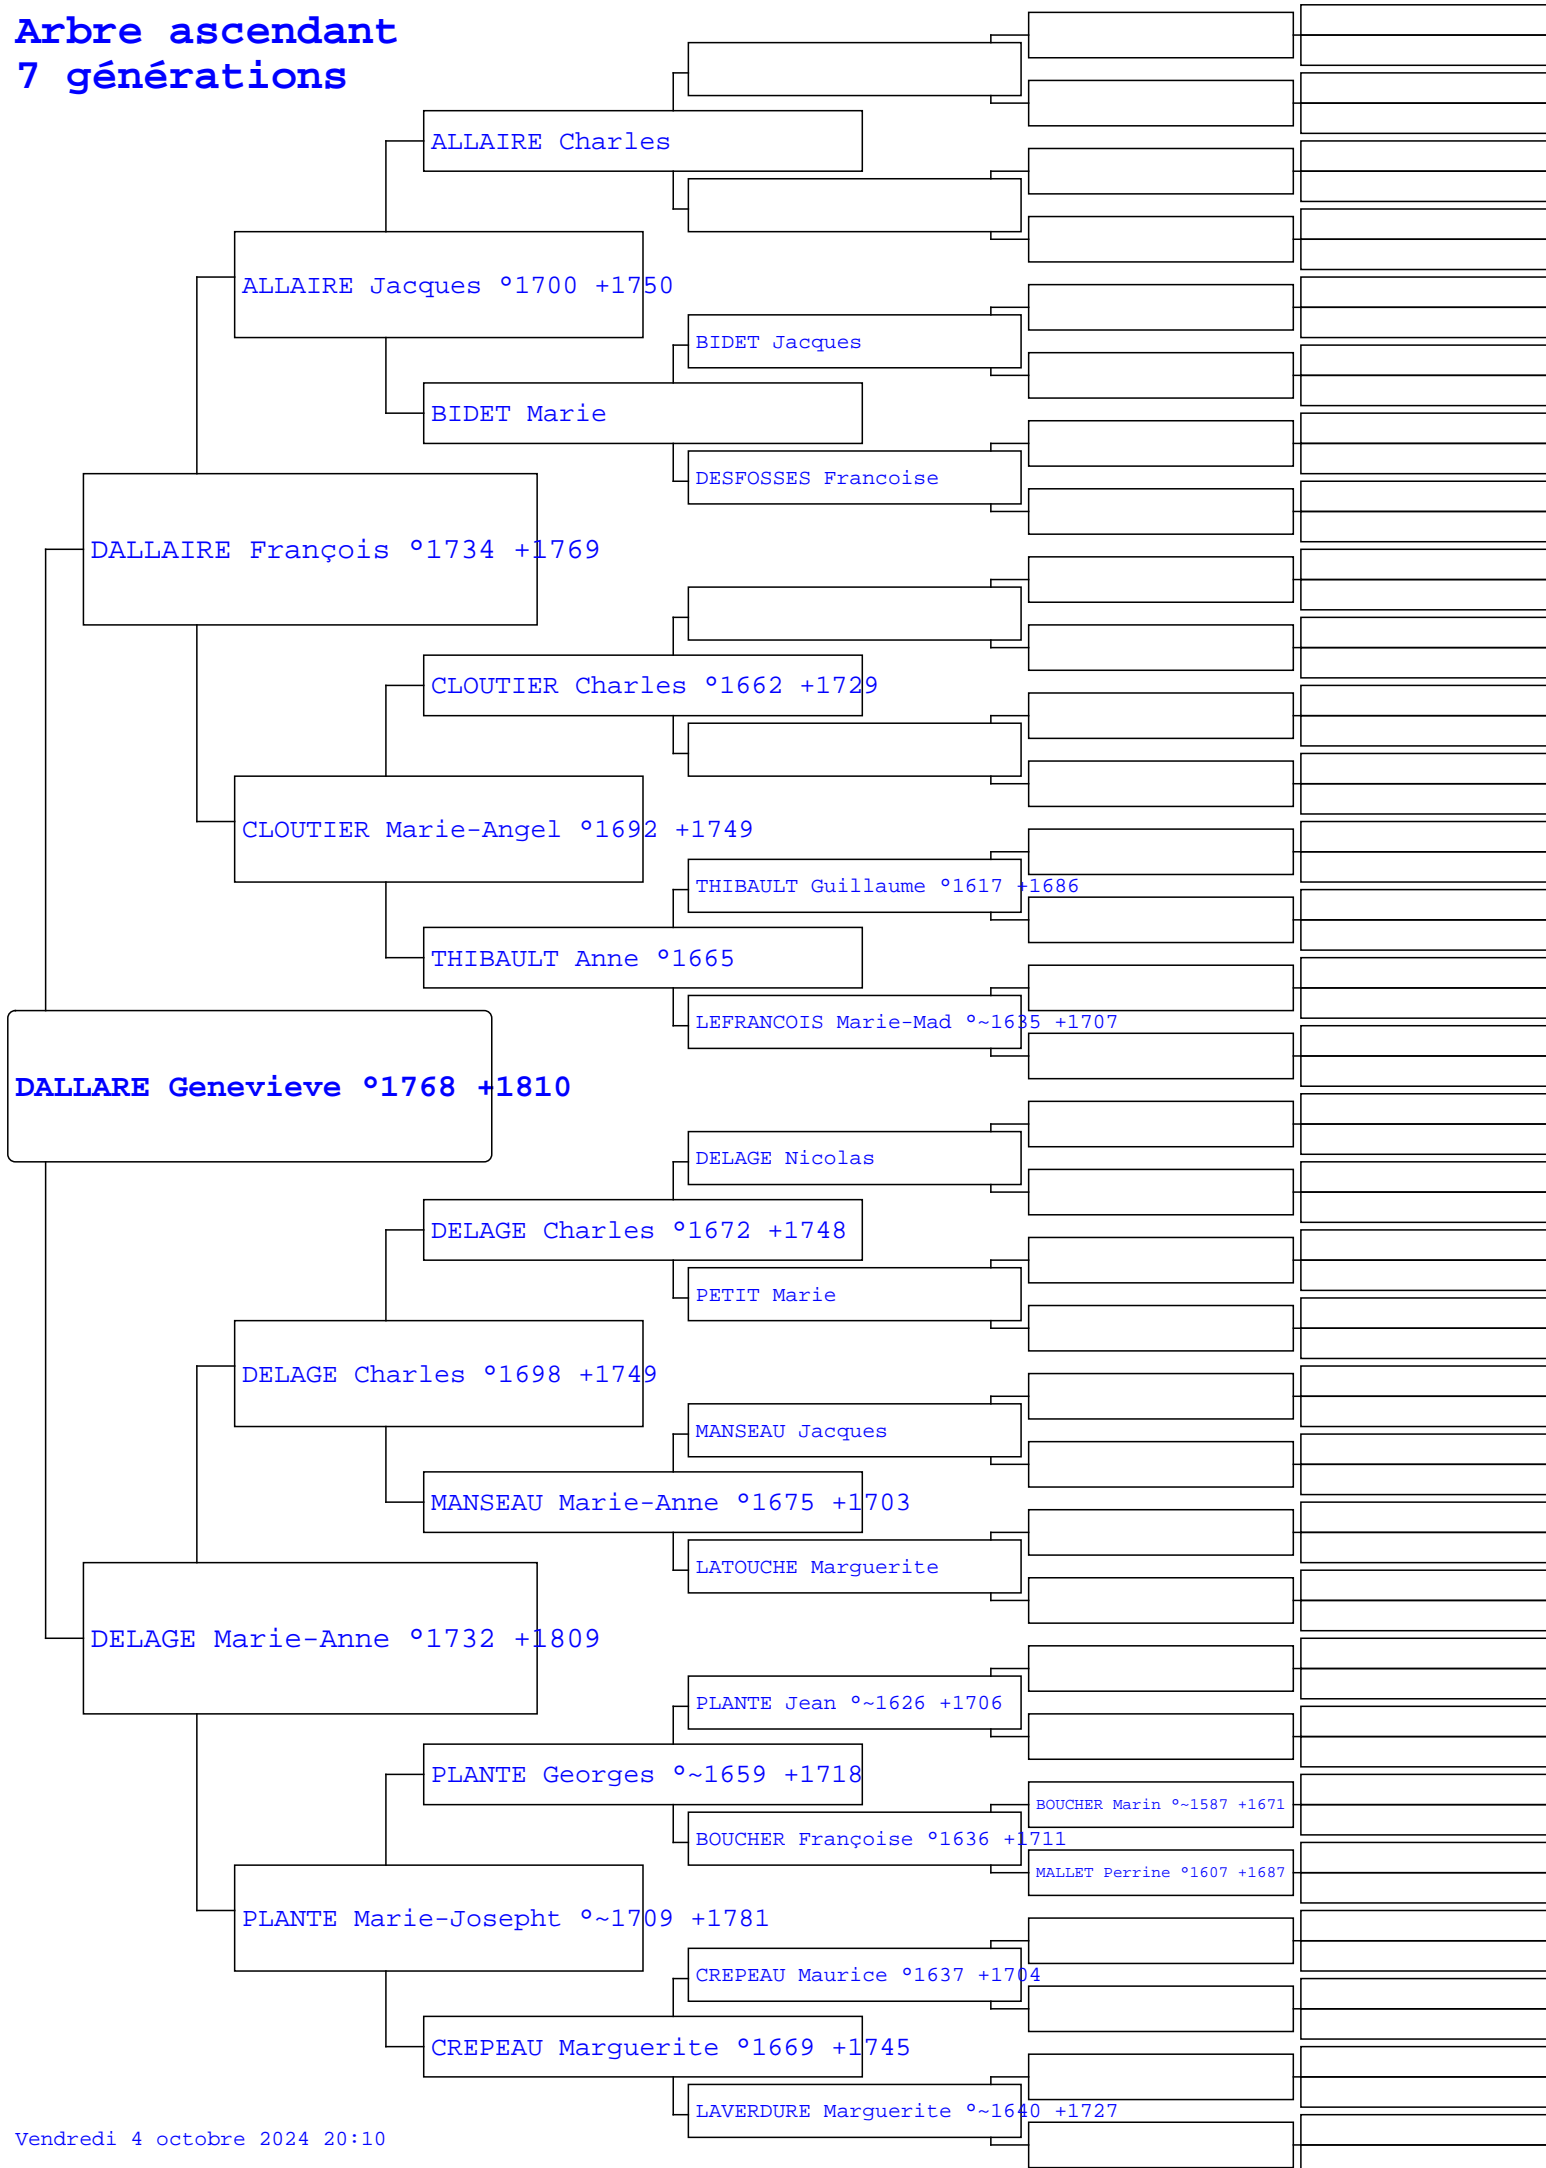 Arbre ascendant
7 générations
ALLAIRE Charles
ALLAIRE Jacques °1700 +1750
BIDET Jacques
BIDET Marie
DESFOSSES Francoise
DALLAIRE François °1734 +1769
CLOUTIER Charles °1662 +1729
CLOUTIER Marie-Angel °1692 +1749
THIBAULT Guillaume °1617 +1686
THIBAULT Anne °1665
LEFRANCOIS Marie-Mad °~1635 +1707
DALLARE Genevieve °1768 +1810
DELAGE Nicolas
DELAGE Charles °1672 +1748
PETIT Marie
DELAGE Charles °1698 +1749
MANSEAU Jacques
MANSEAU Marie-Anne °1675 +1703
LATOUCHE Marguerite
DELAGE Marie-Anne °1732 +1809
PLANTE Jean °~1626 +1706
PLANTE Georges °~1659 +1718
BOUCHER Marin °~1587 +1671
BOUCHER Françoise °1636 +1711
MALLET Perrine °1607 +1687
PLANTE Marie-Josepht °~1709 +1781
CREPEAU Maurice °1637 +1704
CREPEAU Marguerite °1669 +1745
LAVERDURE Marguerite °~1640 +1727
Vendredi 4 octobre 2024 20:10